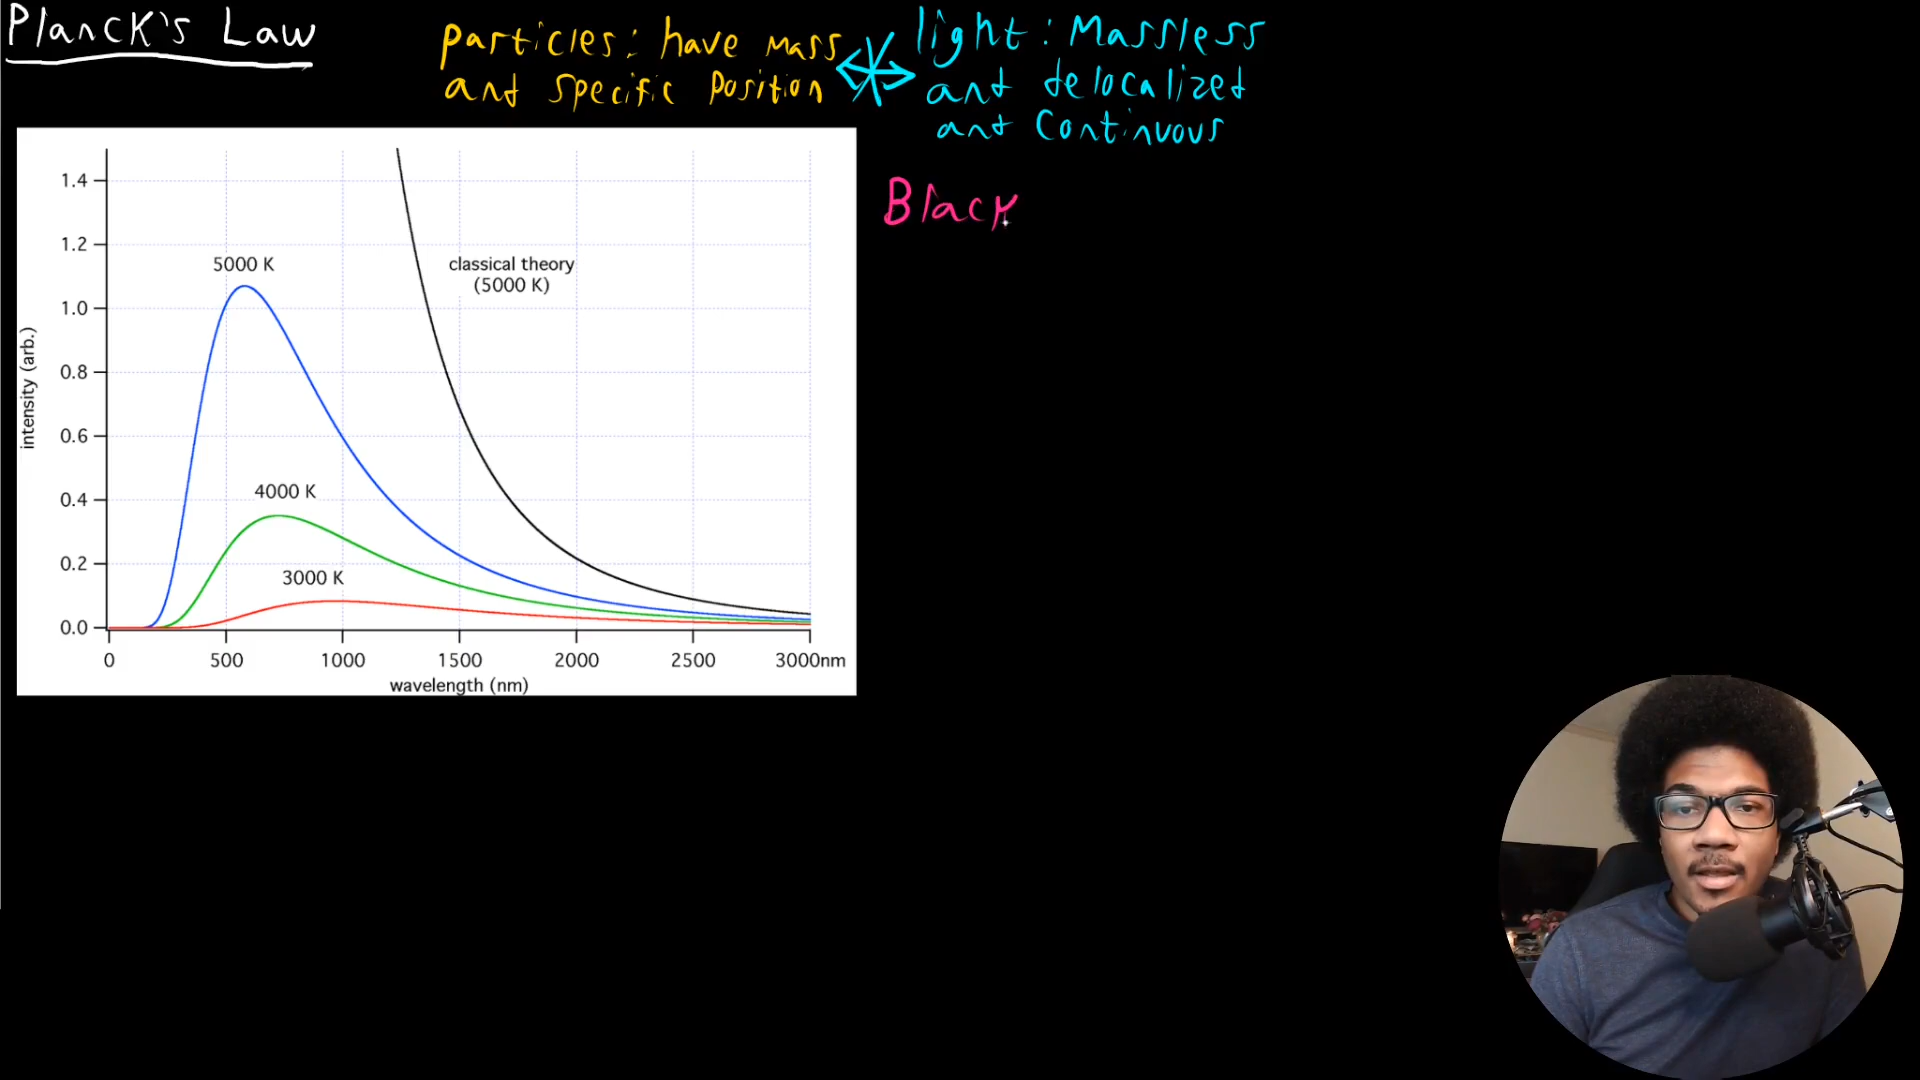 Planck's Law
particles: have mass
and specific position
light: Massless
and delocalized
and Continuous
Black
1.4
1.2
1.0
0.8
0.6
0.4
0.2
0.0
intensity (arb.)
5000 K
classical theory
(5000 K)
4000 K
3000 K
0 500 1000 1500 2000 2500 3000nm
wavelength (nm)